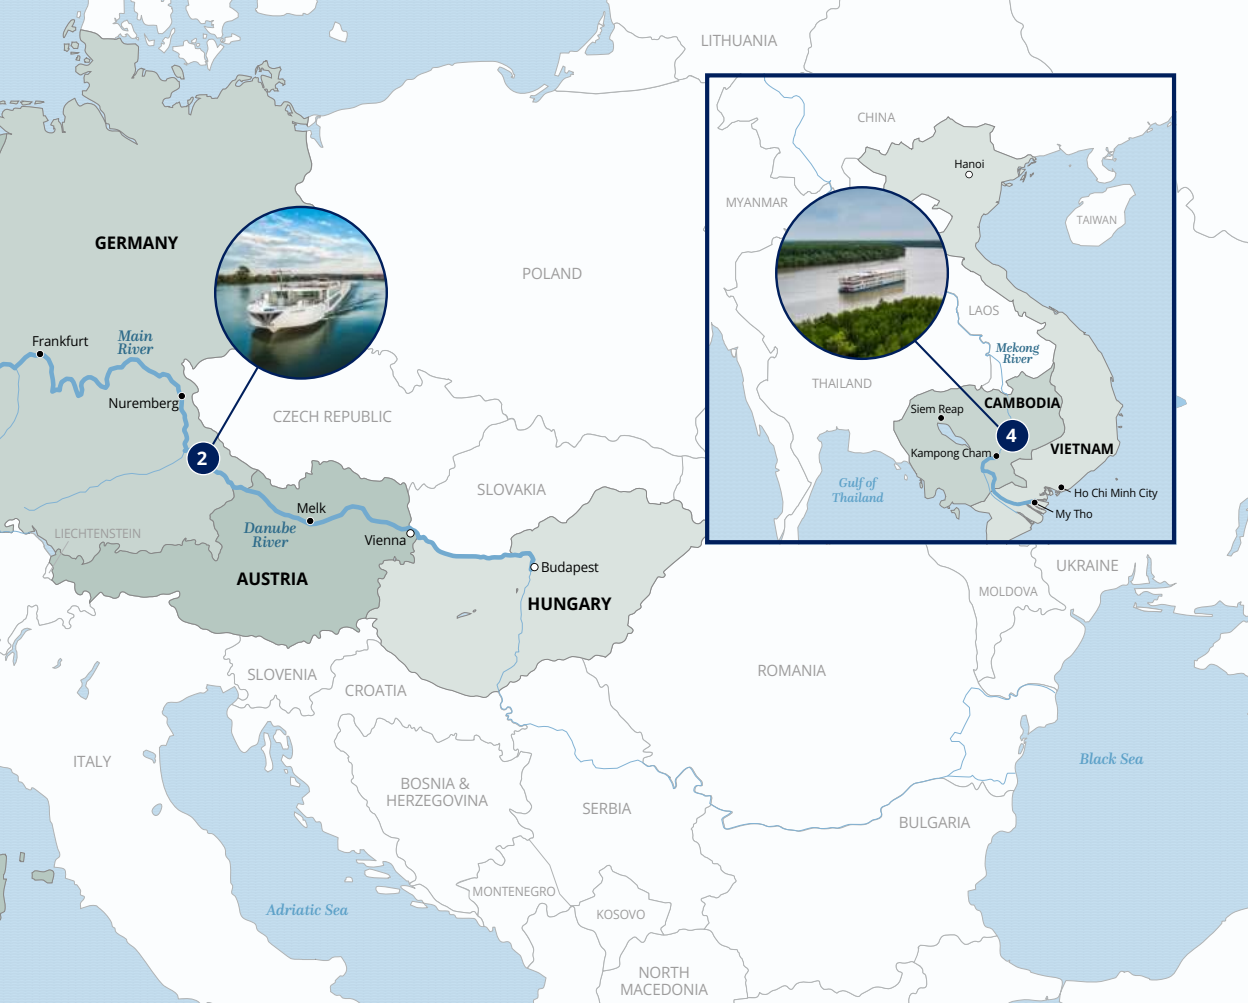 LITHUANIA
CHINA
Hanoi
MYANMAR
TAIWAN
GERMANY
POLAND
LAOS
Mekong
River
Main
River
Frankfurt
THAILAND
CAMBODIA
Siem Reap
Nuremberg
CZECH REPUBLIC
4
Kampong Cham
VIETNAM
2
Gulf of
Thailand
Ho Chi Minh City
My Tho
SLOVAKIA
Melk
LIECHTENSTEIN
Danube
River
Vienna
AUSTRIA
Budapest
HUNGARY
UKRAINE
MOLDOVA
SLOVENIA
CROATIA
ROMANIA
ITALY
Black Sea
BOSNIA &
HERZEGOVINA
SERBIA
BULGARIA
MONTENEGRO
Adriatic Sea
KOSOVO
NORTH
MACEDONIA